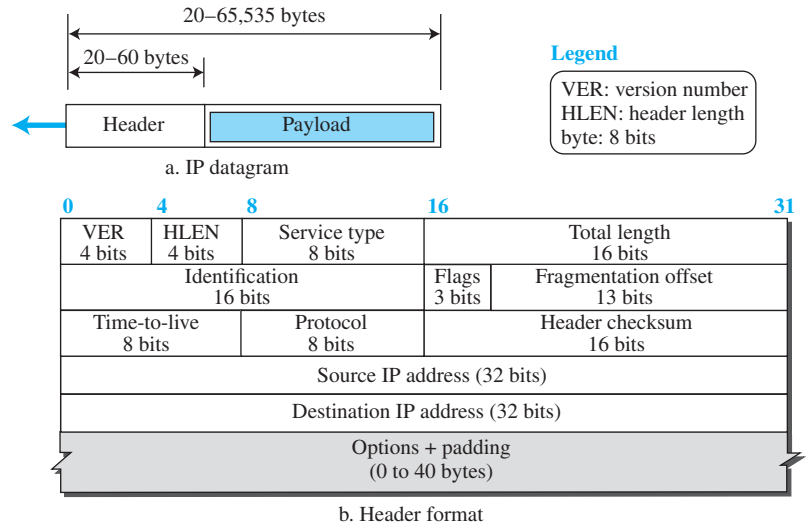 20–65,535 bytes
20–60 bytes
Header
Payload
a. IP datagram
Legend
VER: version number
HLEN: header length
byte: 8 bits
0 4 8 16 31
VER
4 bits
HLEN
4 bits
Service type
8 bits
Total length
16 bits
Identification
16 bits
Flags
3 bits
Fragmentation offset
13 bits
Time-to-live
8 bits
Protocol
8 bits
Header checksum
16 bits
Source IP address (32 bits)
Destination IP address (32 bits)
Options + padding
(0 to 40 bytes)
b. Header format